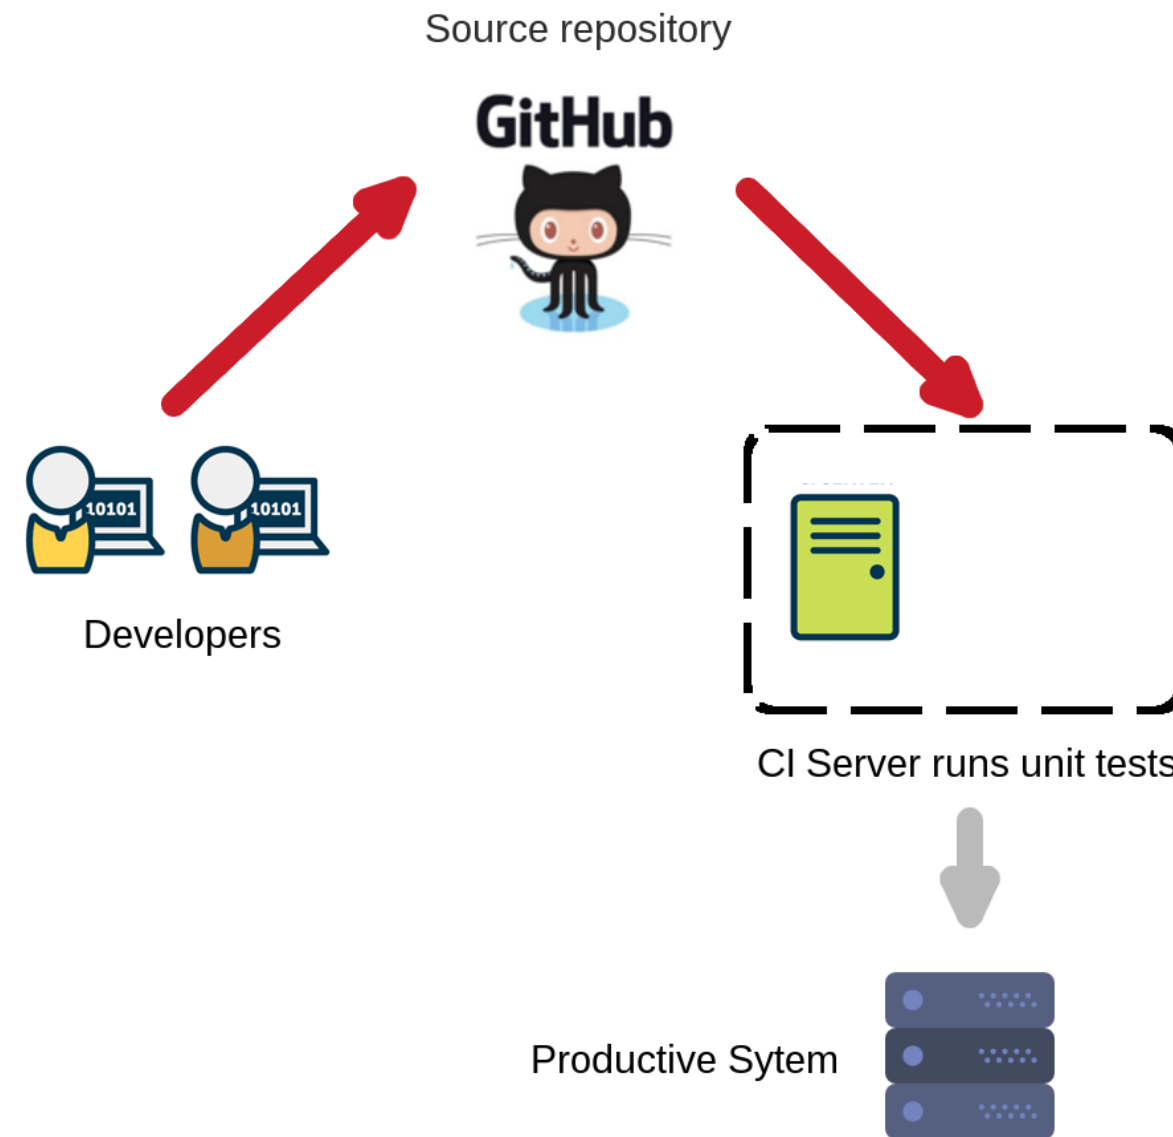 Source repository
GitHub
10101
10101
Developers
CI Server runs unit tests
Productive Sytem